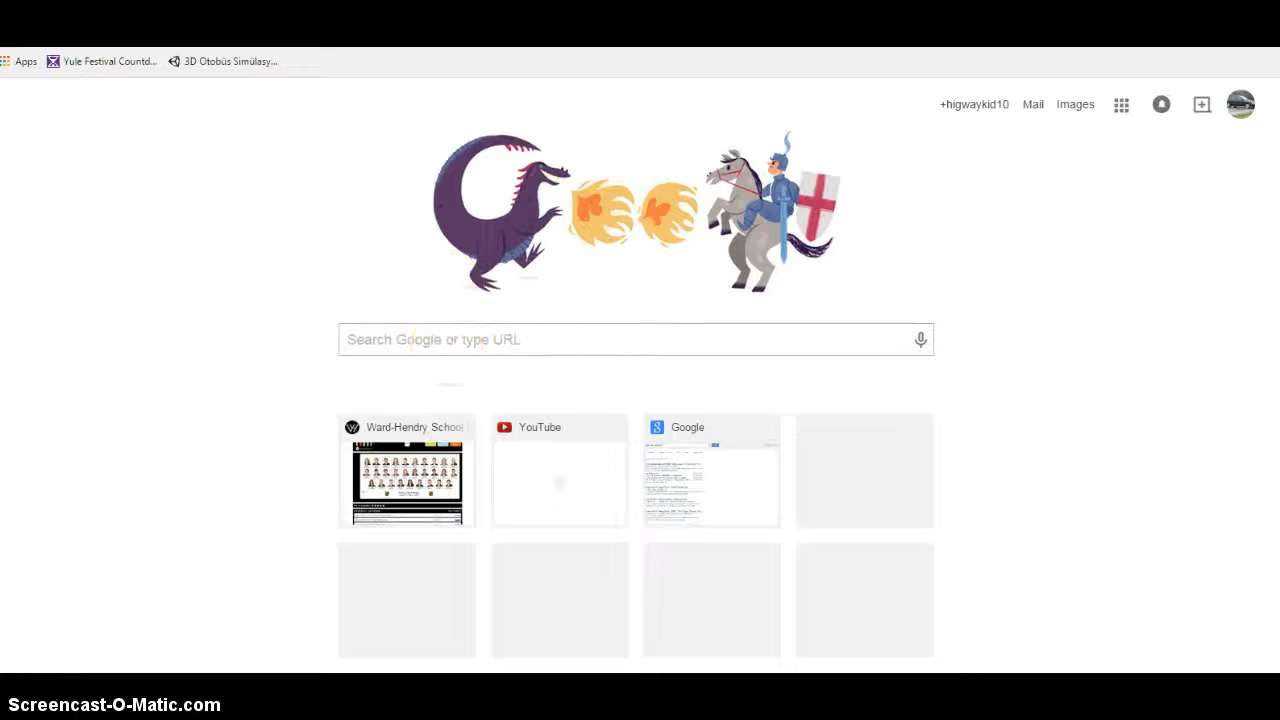 Apps Yule Festival Countd... 3D Otobüs Simülasy...
+higwaykid10 Mail Images
Search Google or type URL
Ward-Hendry School YouTube Google
Screencast-O-Matic.com